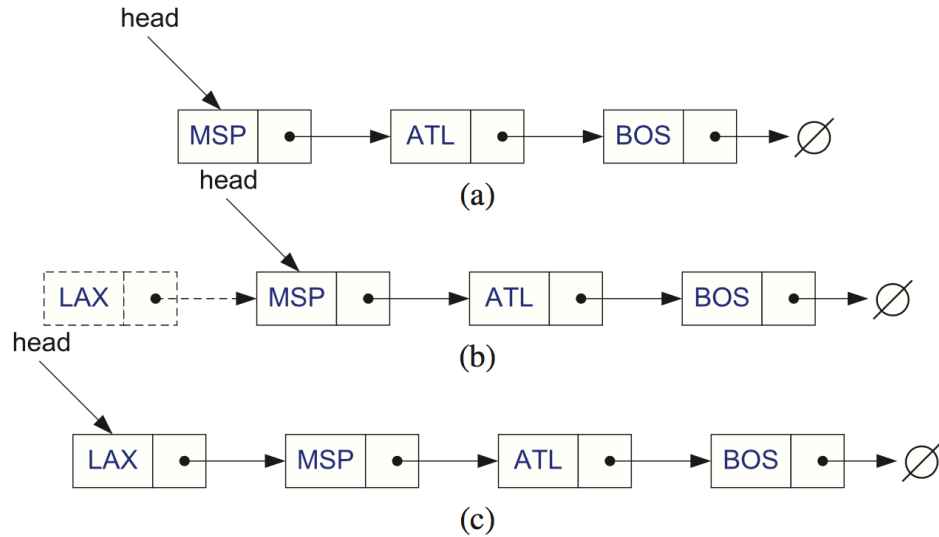 head
MSP ATL BOS ∅
(a)
head
LAX MSP ATL BOS ∅
(b)
head
LAX MSP ATL BOS ∅
(c)